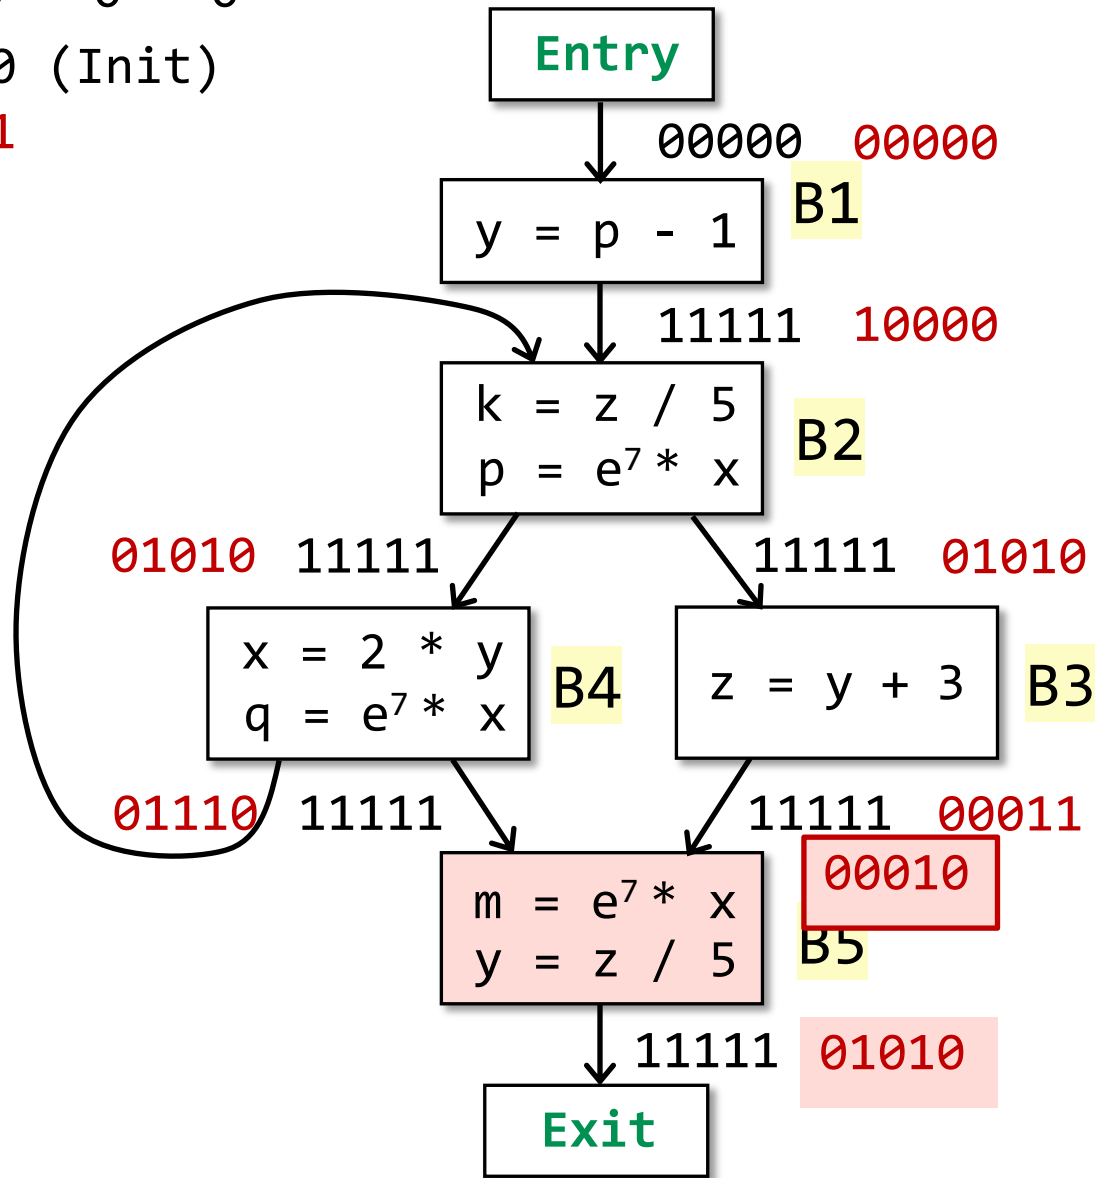 0 (Init)
1
Entry
00000 00000
B1
y = p - 1
11111 10000
k = z / 5
p = e⁷ * x
B2
01010 11111
11111 01010
x = 2 * y
q = e⁷ * x
B4
z = y + 3
B3
01110 11111
11111 00011
00010
m = e⁷ * x
y = z / 5
B5
11111 01010
Exit